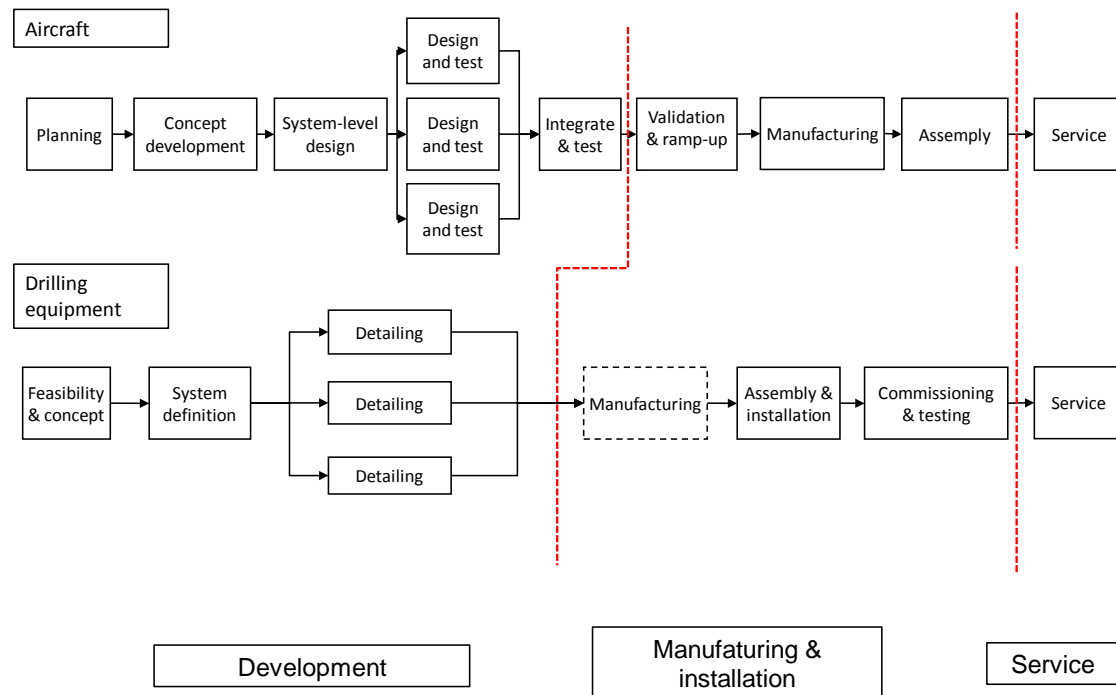 Aircraft
Design
and test
Planning
Concept
development
System-level
design
Design
and test
Integrate
& test
Validation
& ramp-up
Manufacturing
Assemply
Service
Design
and test
Drilling
equipment
Detailing
Feasibility
& concept
System
definition
Detailing
Manufacturing
Assembly &
installation
Commissioning
& testing
Service
Detailing
Development
Manufaturing &
installation
Service